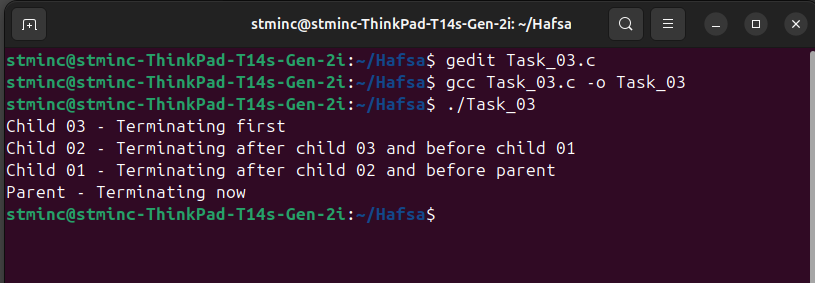 stminc@stminc-ThinkPad-T14s-Gen-2i: ~/Hafsa
stminc@stminc-ThinkPad-T14s-Gen-2i:~/Hafsa$ gedit Task_03.c
stminc@stminc-ThinkPad-T14s-Gen-2i:~/Hafsa$ gcc Task_03.c -o Task_03
stminc@stminc-ThinkPad-T14s-Gen-2i:~/Hafsa$ ./Task_03
Child 03 - Terminating first
Child 02 - Terminating after child 03 and before child 01
Child 01 - Terminating after child 02 and before parent
Parent - Terminating now
stminc@stminc-ThinkPad-T14s-Gen-2i:~/Hafsa$